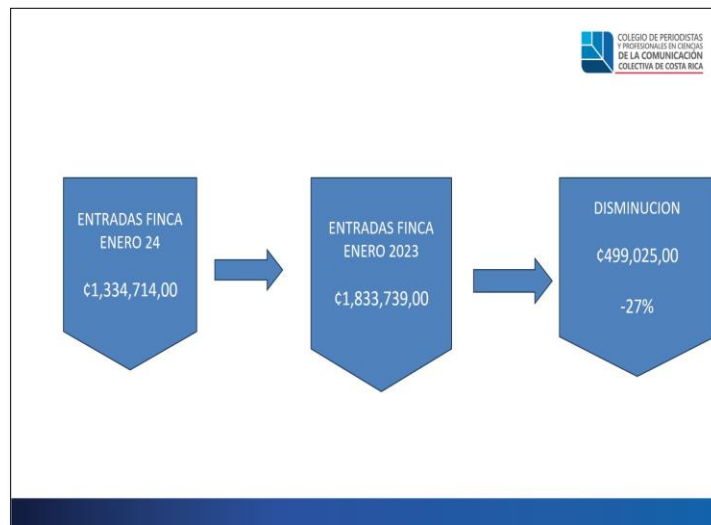 COLEGIO DE PERIODISTAS
Y PROFESIONALES EN CIENCIAS
DE LA COMUNICACIÓN
COLECTIVA DE COSTA RICA
ENTRADAS FINCA
ENERO 24
¢1,334,714,00
ENTRADAS FINCA
ENERO 2023
¢1,833,739,00
DISMINUCION
¢499,025,00
-27%